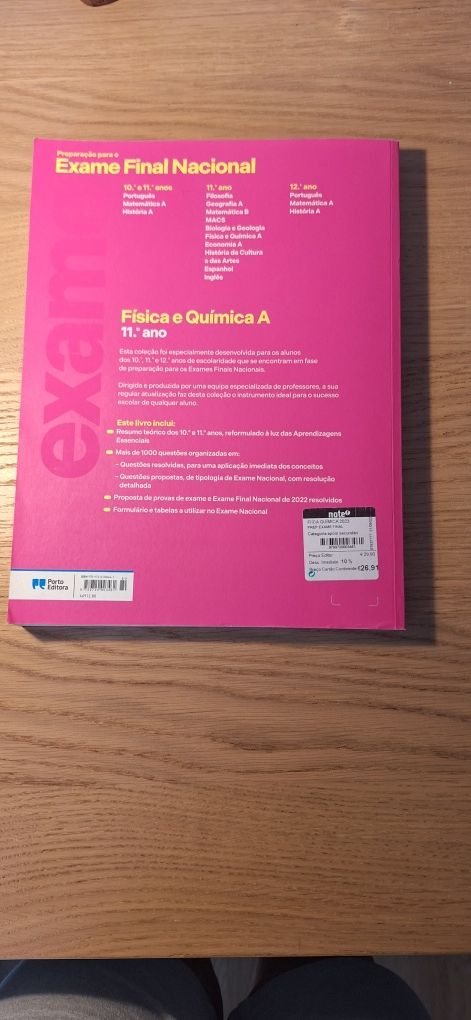 Preparação para o
Exame Final Nacional
10.º e 11.º anos
Português
Matemática A
História A
11.º ano
Filosofia
Geografia A
Matemática B
MACS
Biologia e Geologia
Física e Química A
Economia A
História da Cultura
e das Artes
Espanhol
Inglês
12.º ano
Português
Matemática A
História A
exam
Física e Química A
11.º ano
Esta coleção foi especialmente desenvolvida para os alunos
dos 10.º, 11.º e 12.º anos de escolaridade que se encontram em fase
de preparação para os Exames Finais Nacionais.
Dirigida e produzida por uma equipa especializada de professores, a sua
regular atualização faz desta coleção o instrumento ideal para o sucesso
escolar de qualquer aluno.
Este livro inclui:
Resumo teórico dos 10.º e 11.º anos, reformulado à luz das Aprendizagens
Essenciais
Mais de 1000 questões organizadas em:
- Questões resolvidas, para uma aplicação imediata dos conceitos
- Questões propostas, de tipologia de Exame Nacional, com resolução
detalhada
Proposta de provas de exame e Exame Final Nacional de 2022 resolvidos
Formulário e tabelas a utilizar no Exame Nacional
note!
QUIMICA 2023
PREP EXAME FINAL
Preço Editor
Desc. Imediato 10 %
€26,91
Porto
Editora